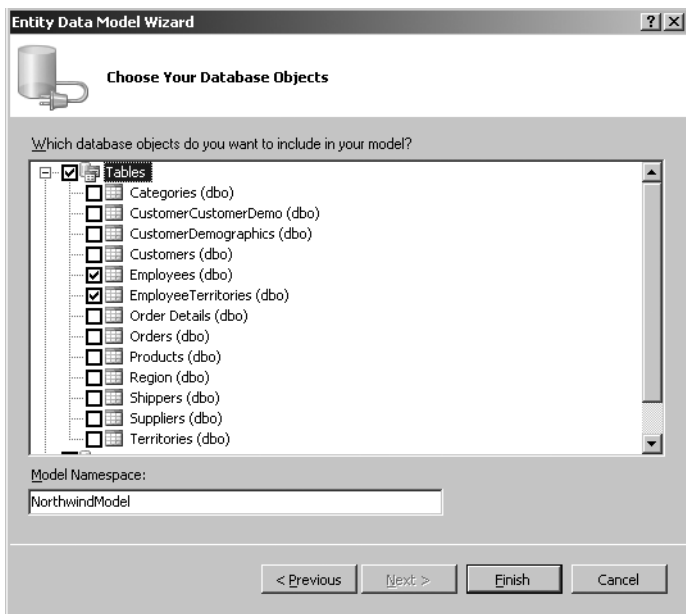 Entity Data Model Wizard
Choose Your Database Objects
Which database objects do you want to include in your model?
Tables
Categories (dbo)
CustomerCustomerDemo (dbo)
CustomerDemographics (dbo)
Customers (dbo)
Employees (dbo)
EmployeeTerritories (dbo)
Order Details (dbo)
Orders (dbo)
Products (dbo)
Region (dbo)
Shippers (dbo)
Suppliers (dbo)
Territories (dbo)
Model Namespace:
NorthwindModel
< Previous Next > Finish Cancel